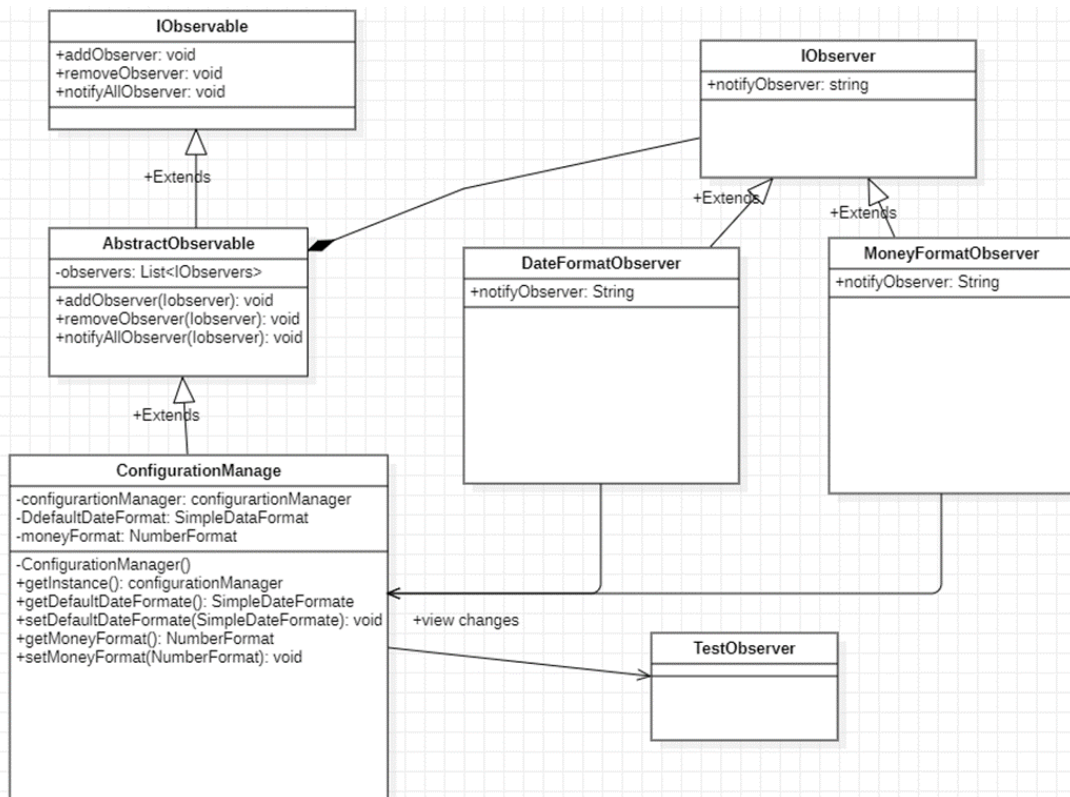 IObservable
+addObserver: void
+removeObserver: void
+notifyAllObserver: void
+Extends
AbstractObservable
-observers: List<IObservers>
+addObserver(Iobserver): void
+removeObserver(Iobserver): void
+notifyAllObserver(Iobserver): void
+Extends
ConfigurationManage
-configurartionManager: configurartionManager
-DdefaultDateFormat: SimpleDataFormat
-moneyFormat: NumberFormat
-ConfigurationManager()
+getInstance(): configurationManager
+getDefaultDateFormate(): SimpleDateFormate
+setDefaultDateFormate(SimpleDateFormate): void
+getMoneyFormat(): NumberFormat
+setMoneyFormat(NumberFormat): void
IObserver
+notifyObserver: string
+Extends
+Extends
DateFormatObserver
+notifyObserver: String
MoneyFormatObserver
+notifyObserver: String
+view changes
TestObserver